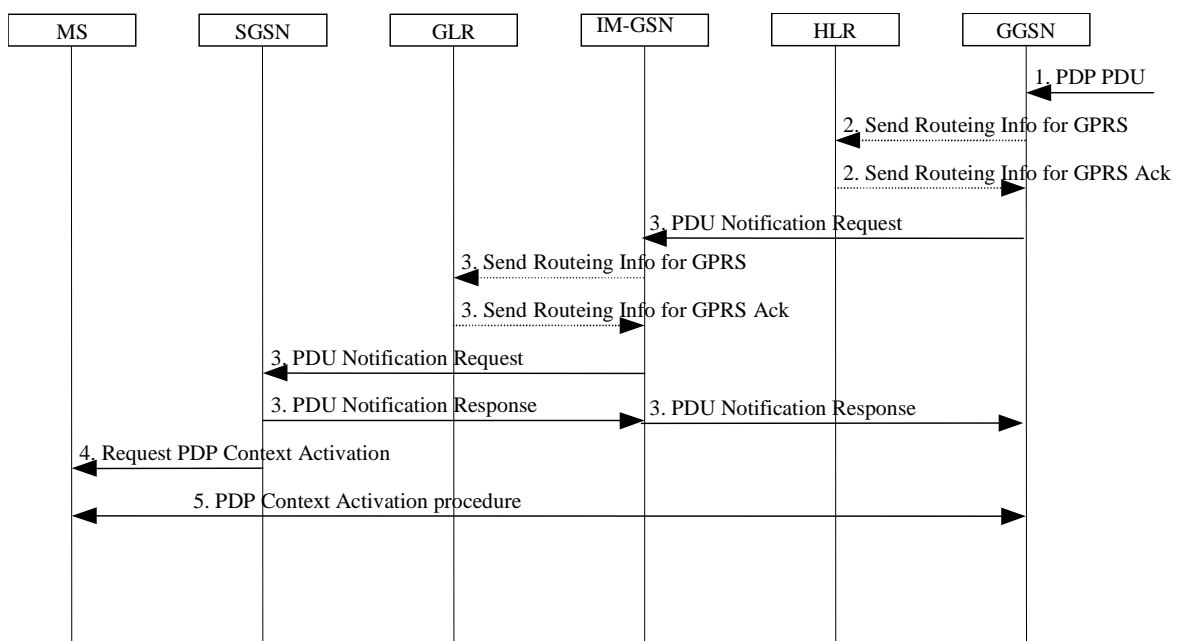 MS
SGSN
GLR
IM-GSN
HLR
GGSN
1. PDP PDU
2. Send Routeing Info for GPRS
2. Send Routeing Info for GPRS Ack
3. PDU Notification Request
3. Send Routeing Info for GPRS
3. Send Routeing Info for GPRS Ack
3. PDU Notification Request
3. PDU Notification Response
3. PDU Notification Response
4. Request PDP Context Activation
5. PDP Context Activation procedure